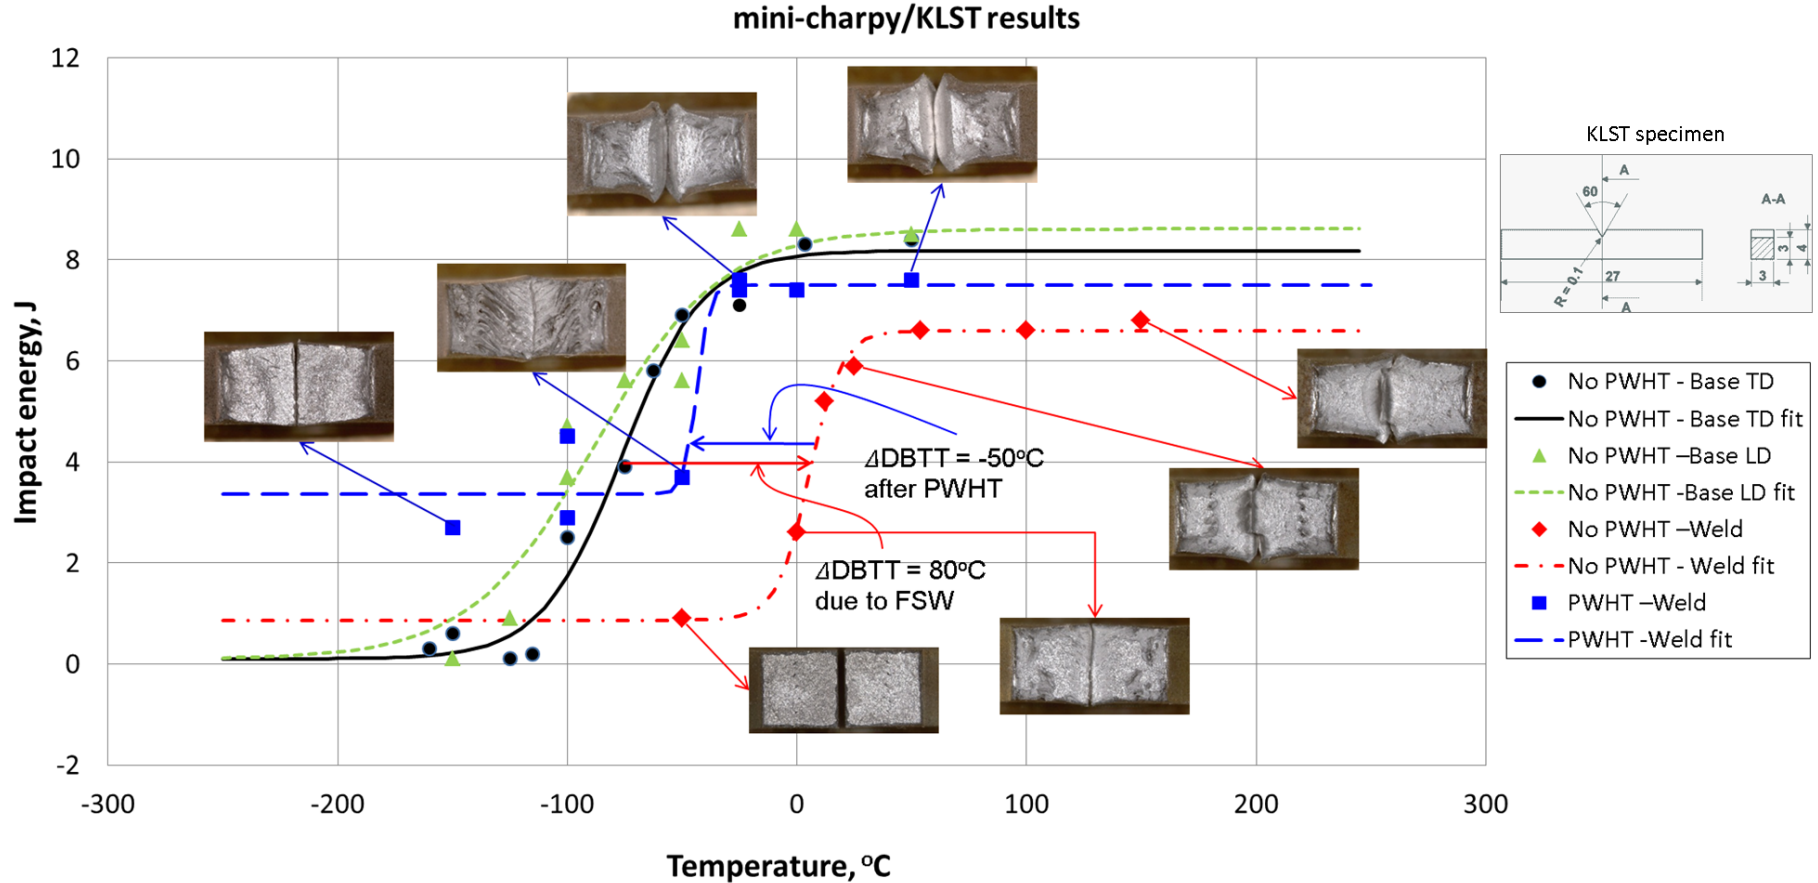 mini-charpy/KLST results
12
10
8
6
4
2
0
-2
Impact energy, J
-300
-200
-100
0
100
200
300
Temperature, °C
ΔDBTT = -50°C
after PWHT
ΔDBTT = 80°C
due to FSW
KLST specimen
A
60
A-A
R = 0.1
27
A
3
4
3
No PWHT - Base TD
No PWHT - Base TD fit
No PWHT –Base LD
No PWHT -Base LD fit
No PWHT –Weld
No PWHT - Weld fit
PWHT –Weld
PWHT -Weld fit